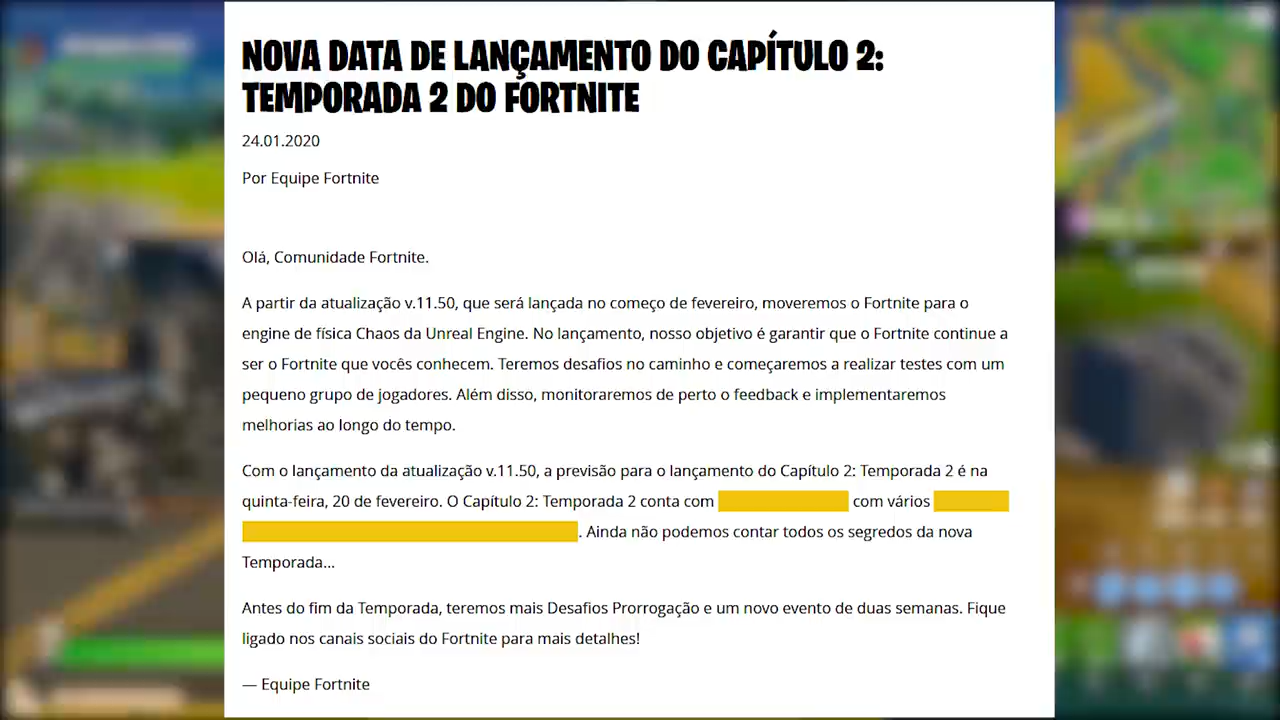 NOVA DATA DE LANÇAMENTO DO CAPÍTULO 2:
TEMPORADA 2 DO FORTNITE
24.01.2020
Por Equipe Fortnite
Olá, Comunidade Fortnite.
A partir da atualização v.11.50, que será lançada no começo de fevereiro, moveremos o Fortnite para o
engine de física Chaos da Unreal Engine. No lançamento, nosso objetivo é garantir que o Fortnite continue a
ser o Fortnite que vocês conhecem. Teremos desafios no caminho e começaremos a realizar testes com um
pequeno grupo de jogadores. Além disso, monitoraremos de perto o feedback e implementaremos
melhorias ao longo do tempo.
Com o lançamento da atualização v.11.50, a previsão para o lançamento do Capítulo 2: Temporada 2 é na
quinta-feira, 20 de fevereiro. O Capítulo 2: Temporada 2 conta com com vários
. Ainda não podemos contar todos os segredos da nova
Temporada...
Antes do fim da Temporada, teremos mais Desafios Prorrogação e um novo evento de duas semanas. Fique
ligado nos canais sociais do Fortnite para mais detalhes!
— Equipe Fortnite